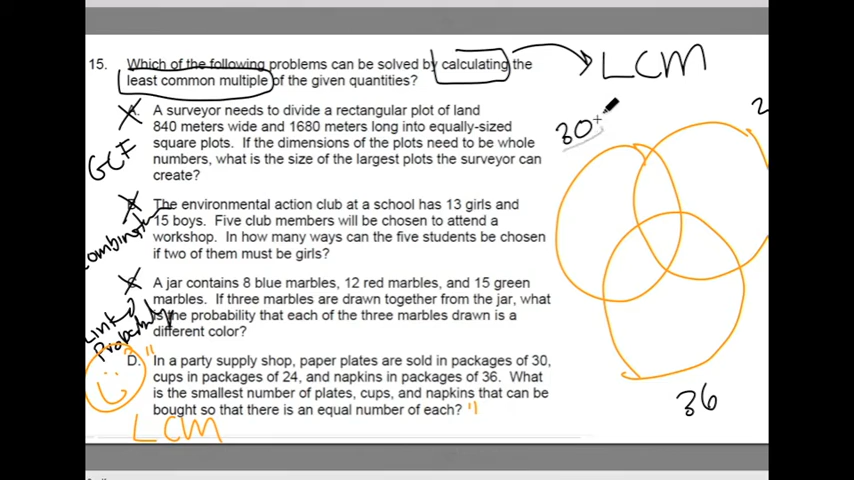 15. Which of the following problems can be solved by calculating the
least common multiple of the given quantities?
LCM
A. A surveyor needs to divide a rectangular plot of land
840 meters wide and 1680 meters long into equally-sized
square plots. If the dimensions of the plots need to be whole
numbers, what is the size of the largest plots the surveyor can
create?
GCF
30
The environmental action club at a school has 13 girls and
15 boys. Five club members will be chosen to attend a
workshop. In how many ways can the five students be chosen
if two of them must be girls?
A jar contains 8 blue marbles, 12 red marbles, and 15 green
marbles. If three marbles are drawn together from the jar, what
is the probability that each of the three marbles drawn is a
different color?
Probability
D. "In a party supply shop, paper plates are sold in packages of 30,
cups in packages of 24, and napkins in packages of 36. What
is the smallest number of plates, cups, and napkins that can be
bought so that there is an equal number of each? "
LCM
36